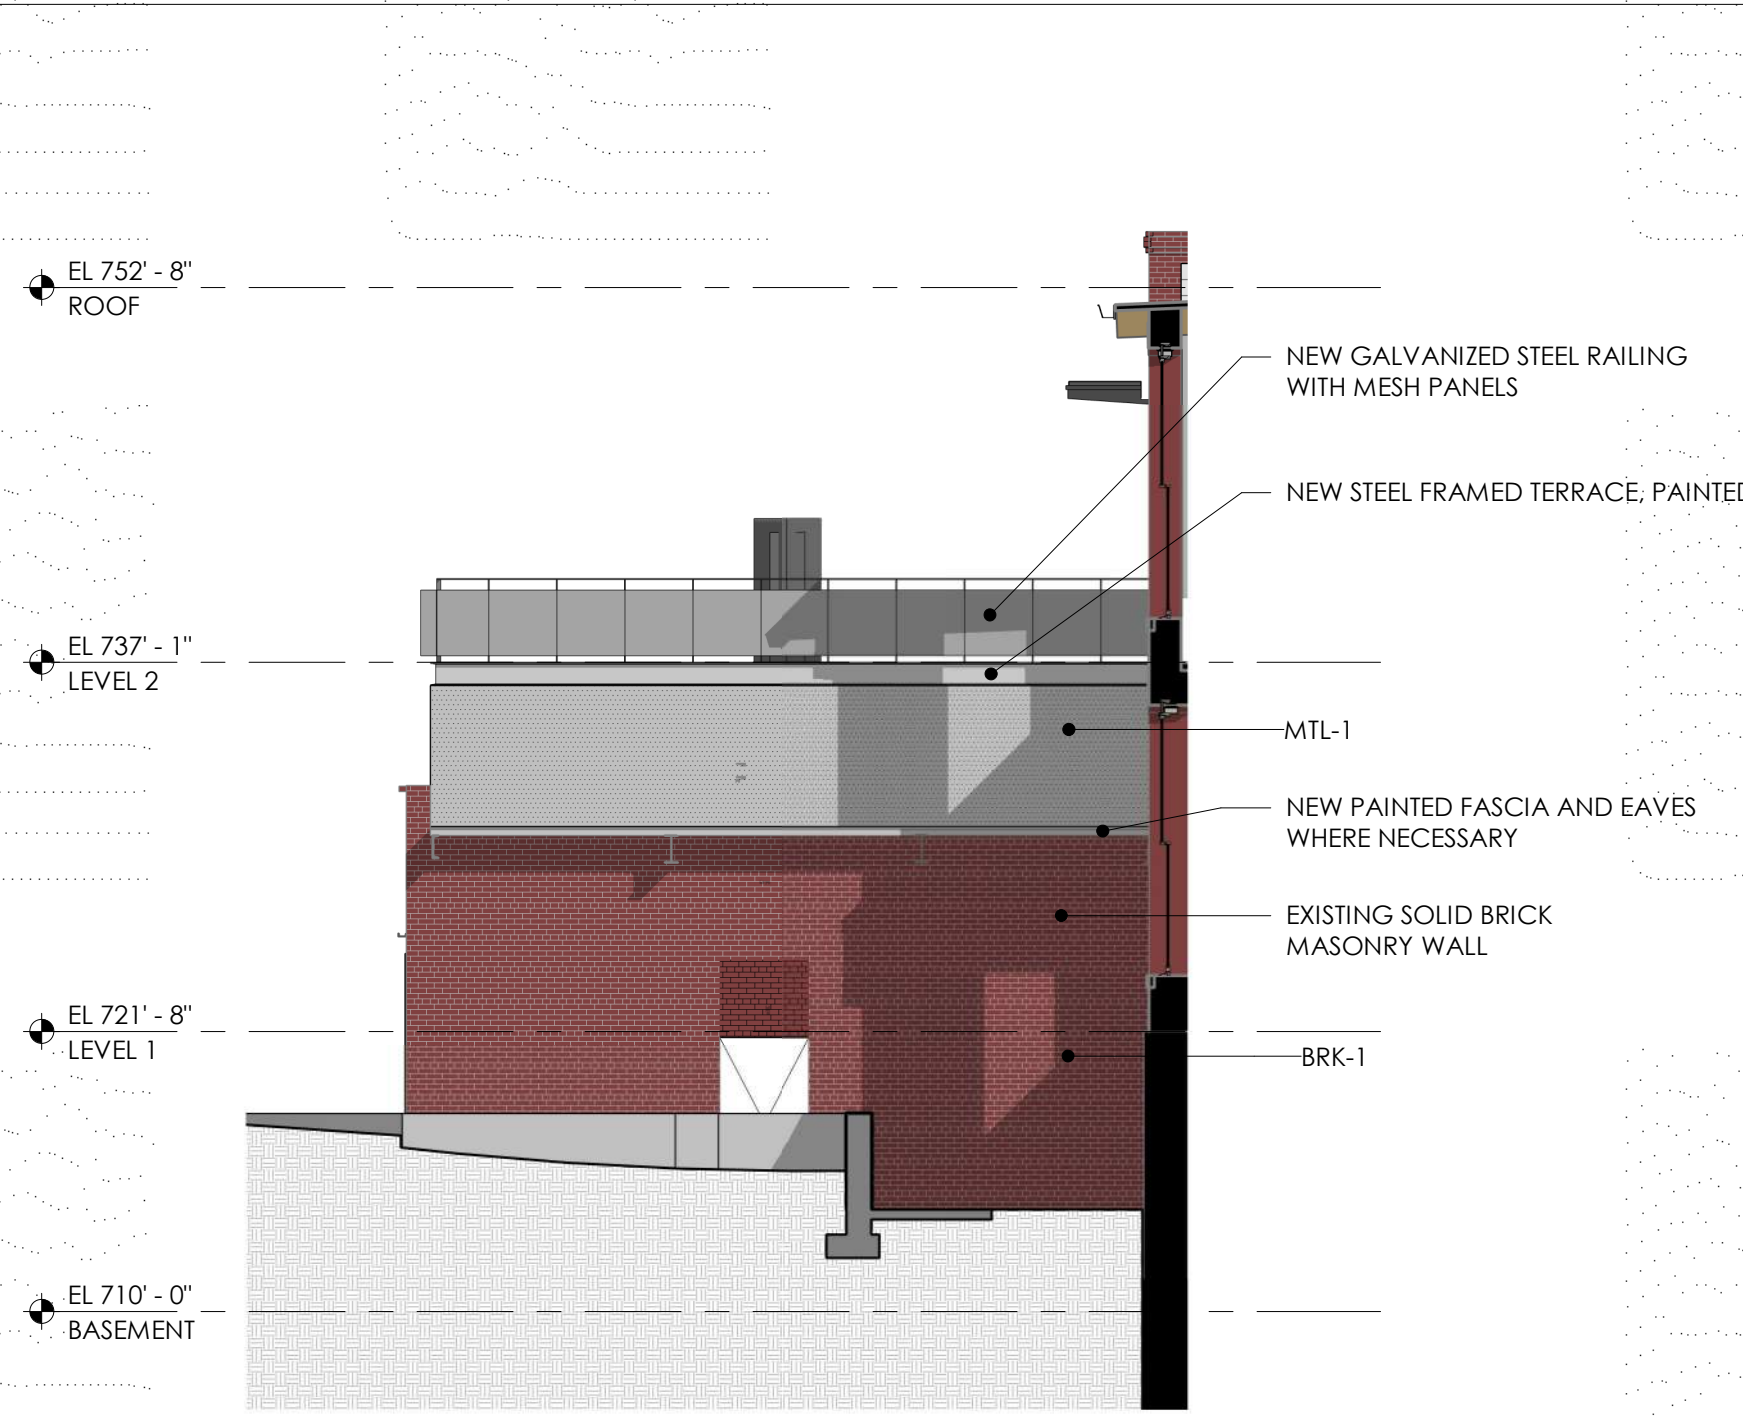 EL 752' - 8"
ROOF
NEW GALVANIZED STEEL RAILING
WITH MESH PANELS
NEW STEEL FRAMED TERRACE, PAINTED
EL 737' - 1"
LEVEL 2
MTL-1
NEW PAINTED FASCIA AND EAVES
WHERE NECESSARY
EXISTING SOLID BRICK
MASONRY WALL
EL 721' - 8"
LEVEL 1
BRK-1
EL 710' - 0"
BASEMENT